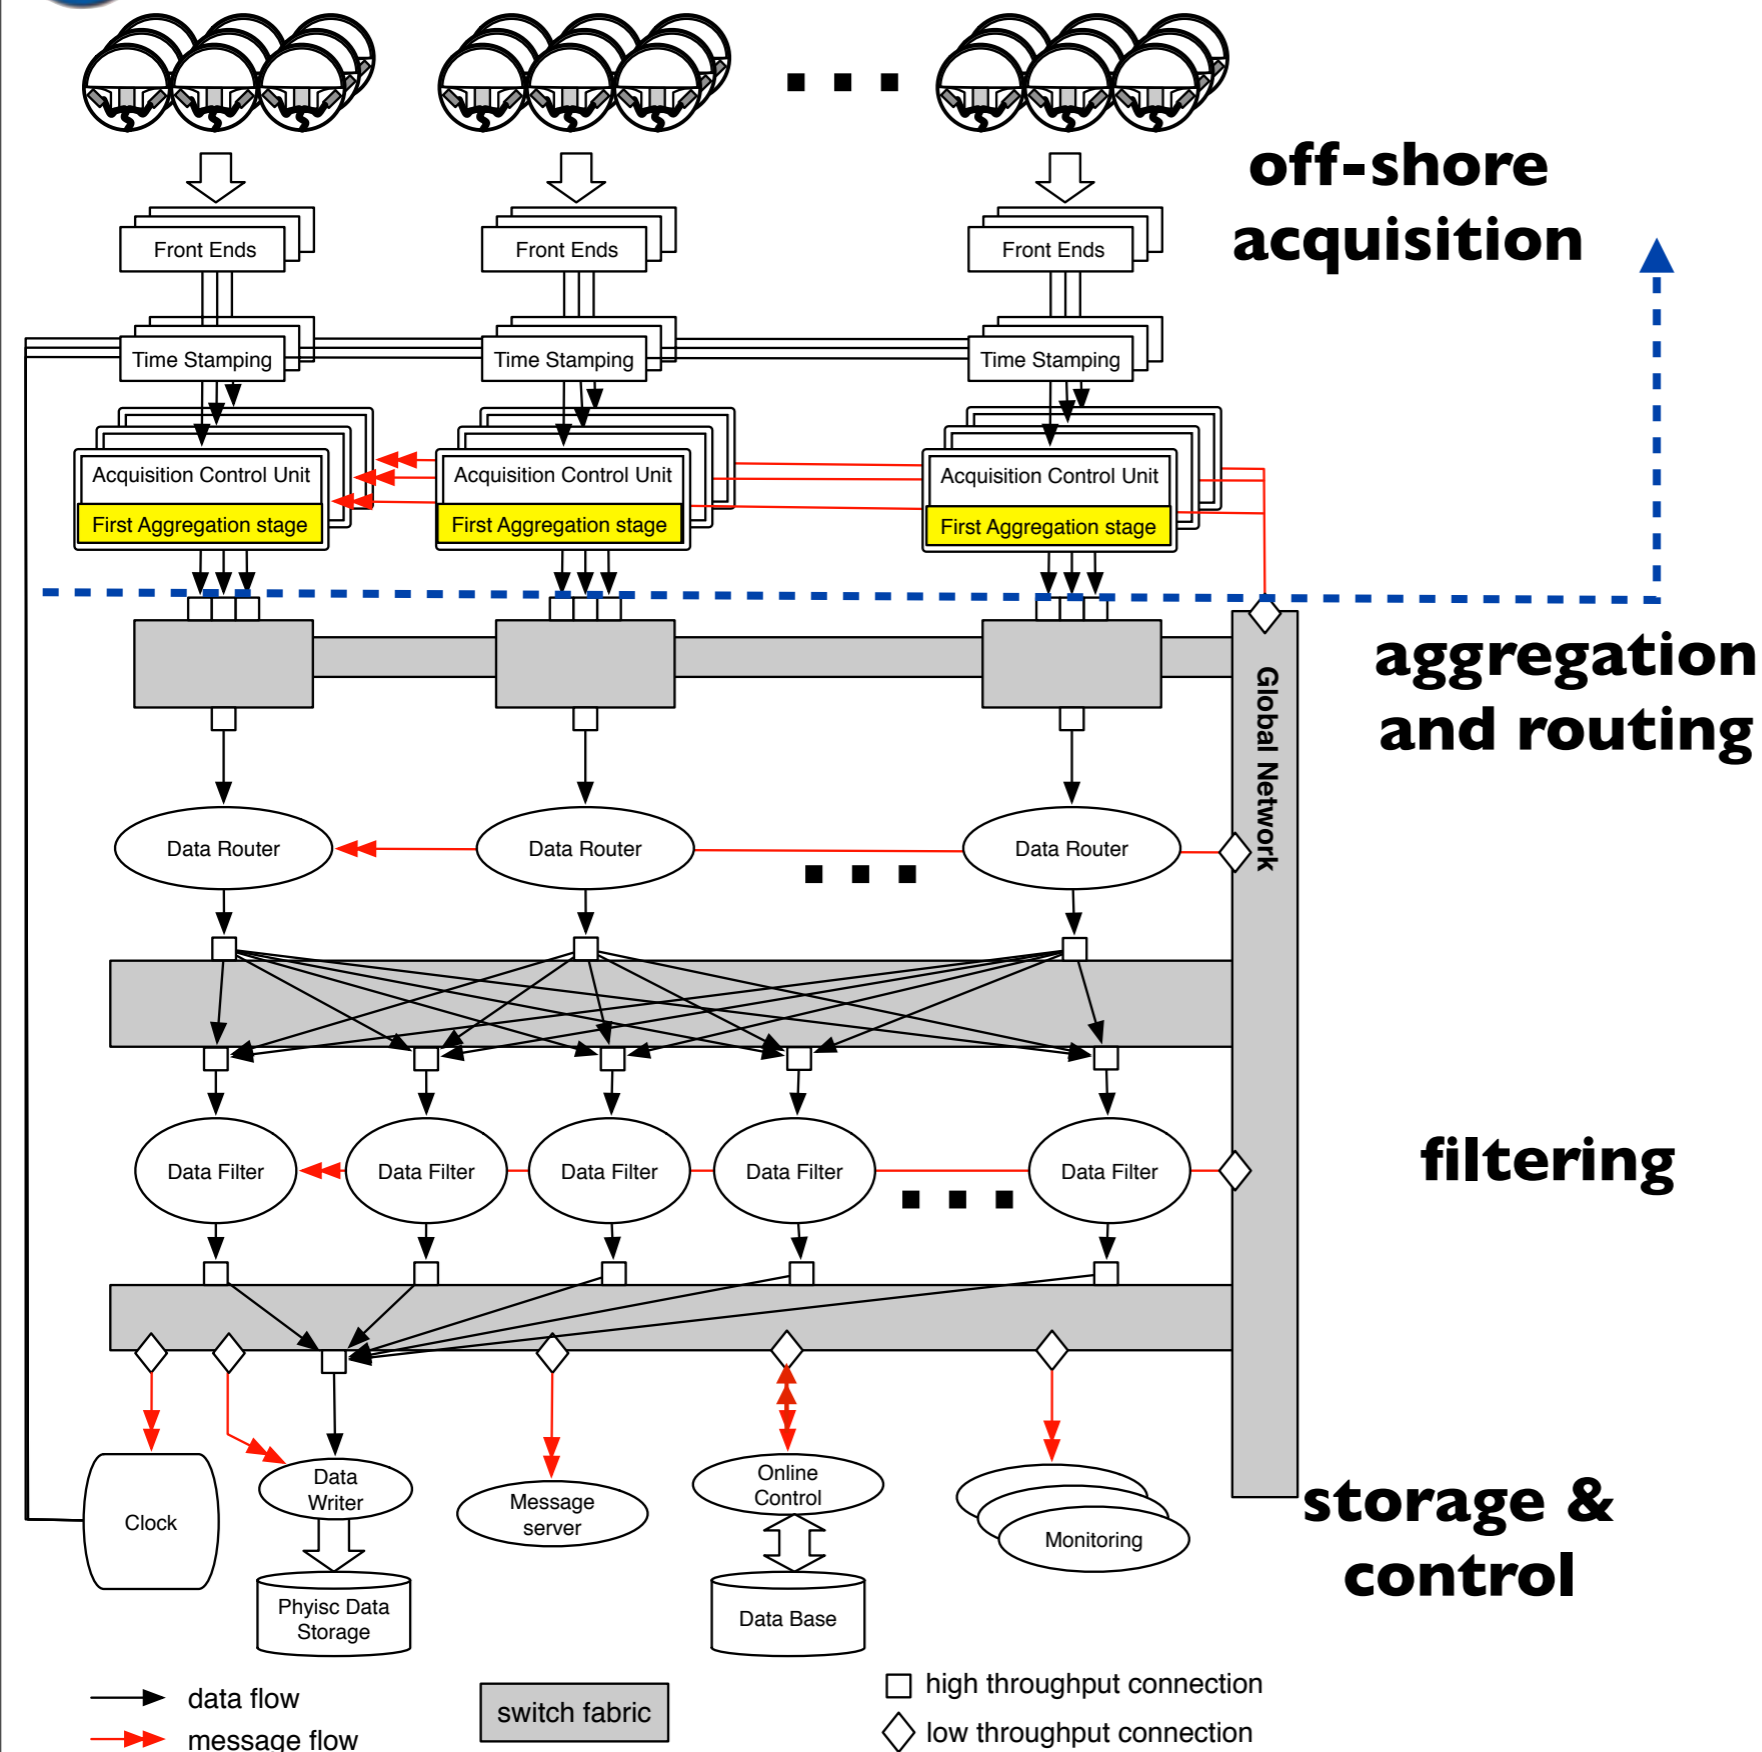 off-shore
acquisition
Front Ends
Front Ends
Front Ends
Time Stamping
Time Stamping
Time Stamping
Acquisition Control Unit
Acquisition Control Unit
Acquisition Control Unit
First Aggregation stage
First Aggregation stage
First Aggregation stage
aggregation
and routing
Global Network
Data Router
Data Router
Data Router
filtering
Data Filter
Data Filter
Data Filter
Data Filter
Data Filter
storage &
control
Clock
Data
Writer
Message
server
Online
Control
Monitoring
Phyisc Data
Storage
Data Base
data flow
message flow
switch fabric
high throughput connection
low throughput connection